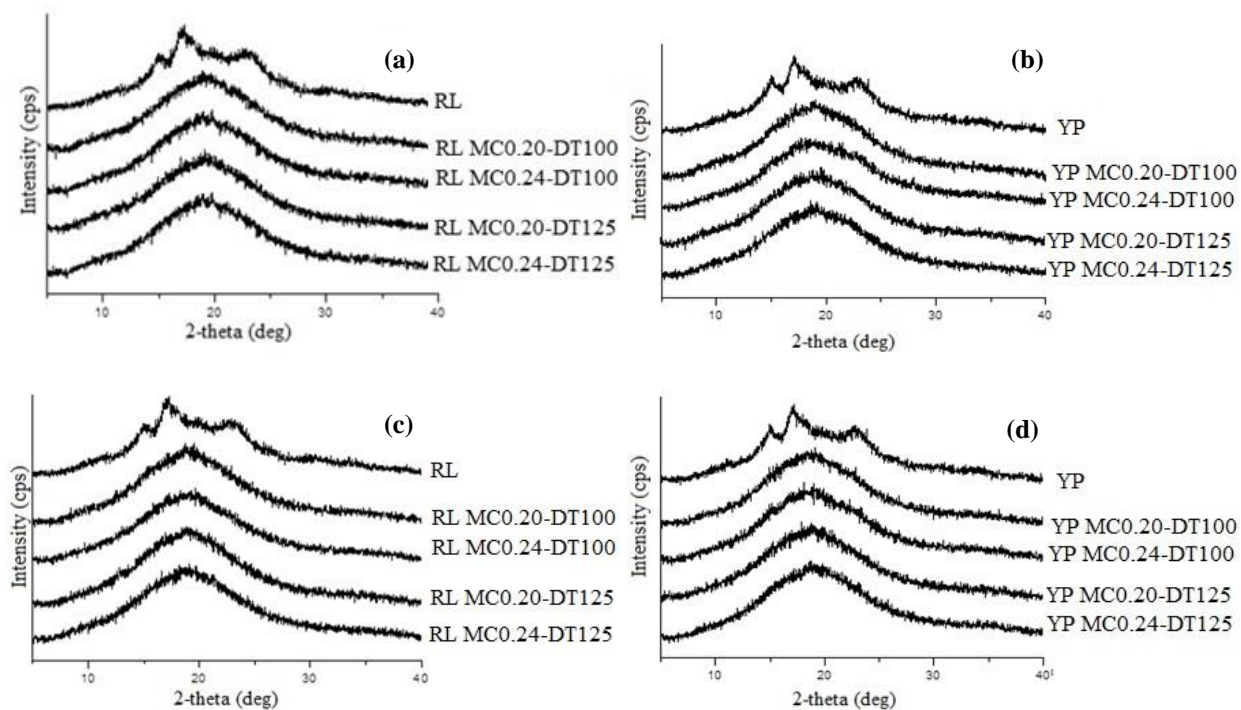 (a)
Intensity (cps)
RL
RL MC0.20-DT100
RL MC0.24-DT100
RL MC0.20-DT125
RL MC0.24-DT125
10 20 30 40
2-theta (deg)
(b)
Intensity (cps)
YP
YP MC0.20-DT100
YP MC0.24-DT100
YP MC0.20-DT125
YP MC0.24-DT125
10 20 30 40
2-theta (deg)
(c)
Intensity (cps)
RL
RL MC0.20-DT100
RL MC0.24-DT100
RL MC0.20-DT125
RL MC0.24-DT125
10 20 30 40
2-theta (deg)
(d)
Intensity (cps)
YP
YP MC0.20-DT100
YP MC0.24-DT100
YP MC0.20-DT125
YP MC0.24-DT125
10 20 30 40
2-theta (deg)